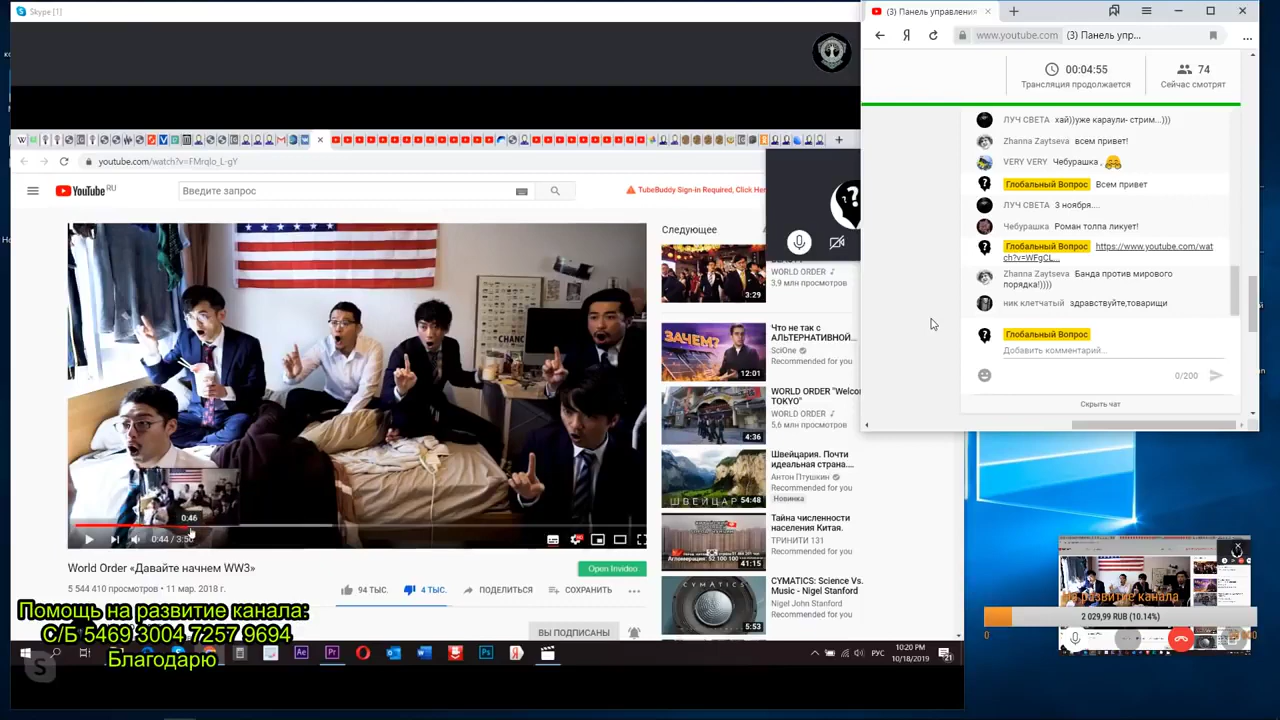 Skype [1]
(3) Панель управления
www.youtube.com
(3) Панель упр...
00:04:55
Трансляция продолжается
74
Сейчас смотрят
ЛУЧ СВЕТА хай))уже караули- стрим...)))
Zhanna Zaytseva всем привет!
VERY VERY Чебурашка ,
Глобальный Вопрос Всем привет
ЛУЧ СВЕТА 3 ноября....
Чебурашка Роман толпа ликует!
Глобальный Вопрос https://www.youtube.com/wat
ch?v=WFgCL...
Zhanna Zaytseva Банда против мирового
порядка!))))
ник клетчатый здравствуйте,товарищи
Глобальный Вопрос
Добавить комментарий...
0/200
Скрыть чат
youtube.com/watch?v=FMrqIo_L-gY
YouTube RU
Введите запрос
TubeBuddy Sign-in Required, Click Her
Следующее
WORLD ORDER
3,9 млн просмотров
3:29
ЗАЧЕМ?
12:01
Что не так с
АЛЬТЕРНАТИВНОЙ...
SciOne
Recommended for you
4:36
WORLD ORDER "Welcom
TOKYO"
WORLD ORDER
5,6 млн просмотров
ШВЕЙЦАР
54:48
Швейцария. Почти
идеальная страна....
Антон Птушкин
Recommended for you
Новинка
41:15
Тайна численности
населения Китая.
ТРИНИТИ 131
Recommended for you
CYMATICS
5:53
CYMATICS: Science Vs.
Music - Nigel Stanford
Nigel John Stanford
Recommended for you
CHANC
0:46
0:44 / 3:50
World Order «Давайте начнем WW3»
Open Invideo
5 544 410 просмотров • 11 мар. 2018 г.
94 ТЫС.
4 ТЫС.
ПОДЕЛИТЬСЯ
СОХРАНИТЬ
ВЫ ПОДПИСАНЫ
Помощь на развитие канала:
С/Б 5469 3004 7257 9694
Благодарю
РУС
10:20 PM
10/18/2019
21
на развитие канала
2 029,99 RUB (10.14%)
0